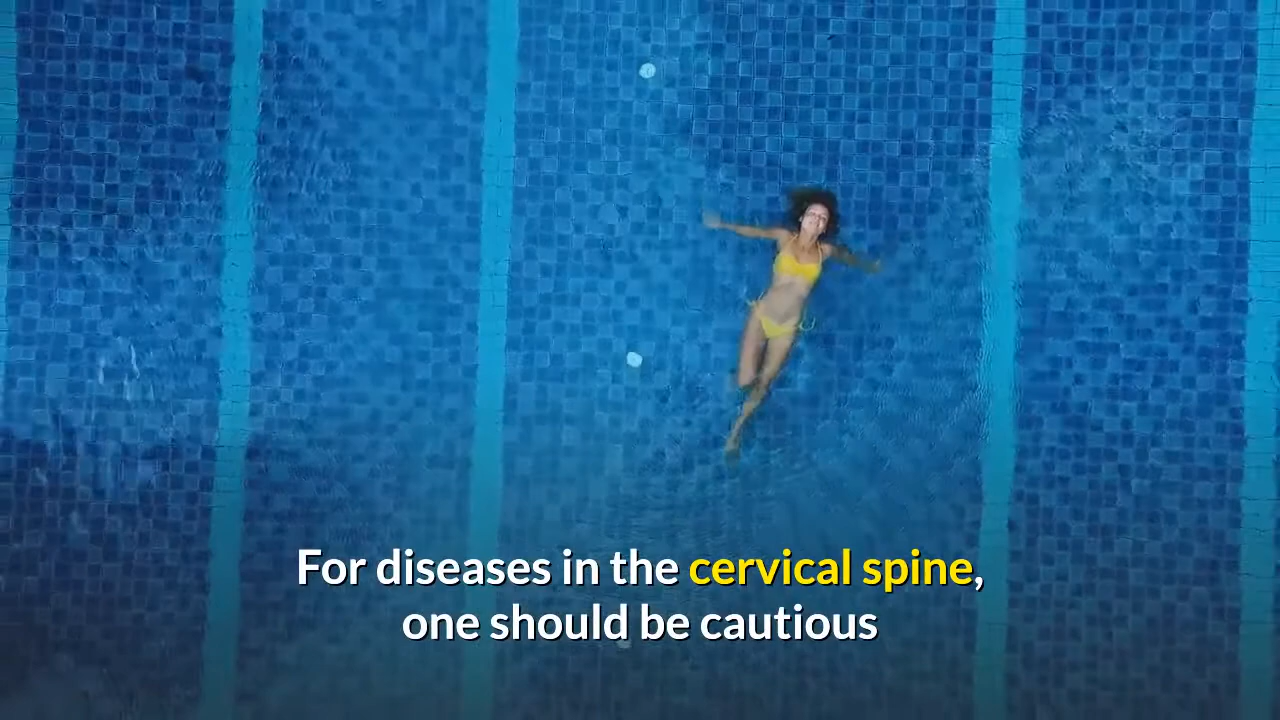 For diseases in the cervical spine,
one should be cautious